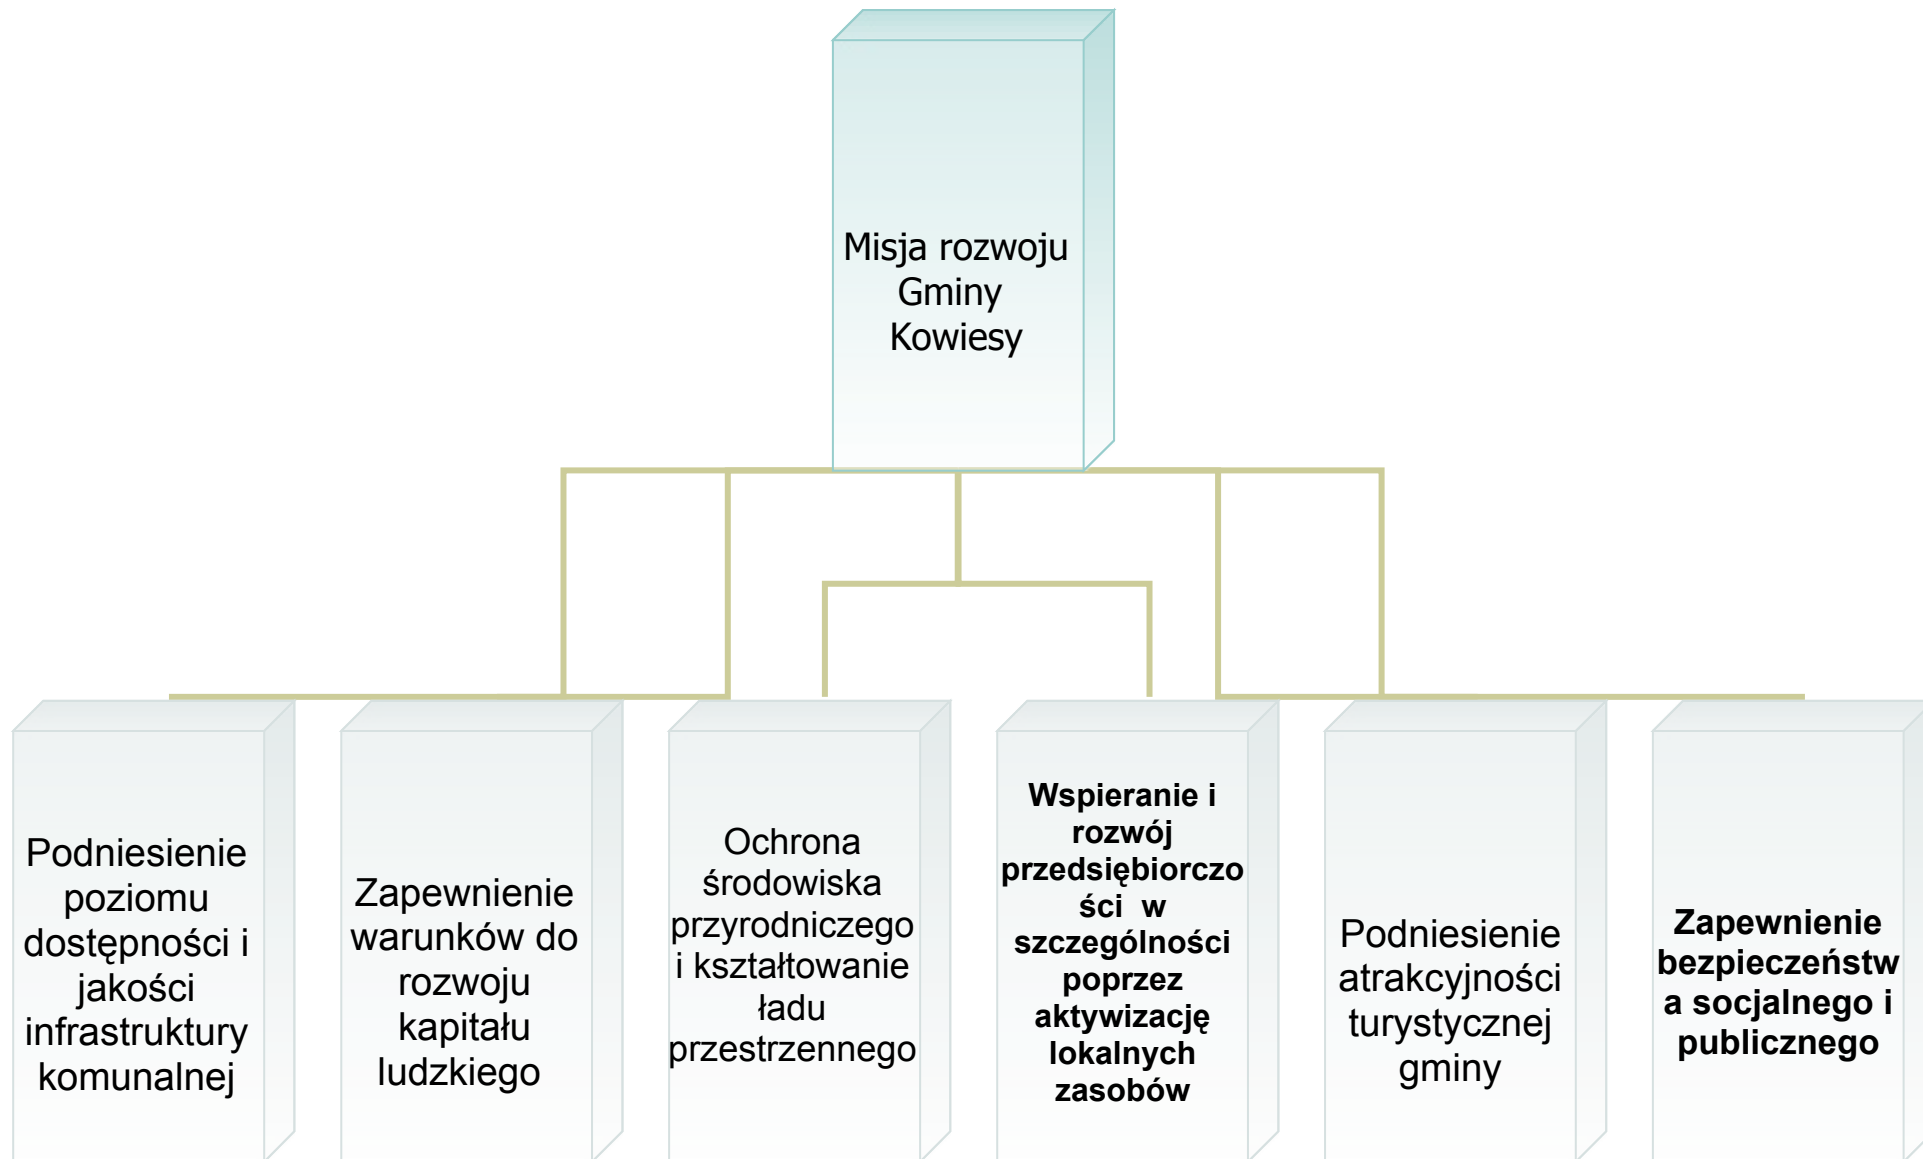 Misja rozwoju
Gminy
Kowiesy
Podniesienie
poziomu
dostępności i
jakości
infrastruktury
komunalnej
Zapewnienie
warunków do
rozwoju
kapitału
ludzkiego
Ochrona
środowiska
przyrodniczego
i kształtowanie
ładu
przestrzennego
Wspieranie i
rozwój
przedsiębiorczo
ści w
szczególności
poprzez
aktywizację
lokalnych
zasobów
Podniesienie
atrakcyjności
turystycznej
gminy
Zapewnienie
bezpieczeństw
a socjalnego i
publicznego